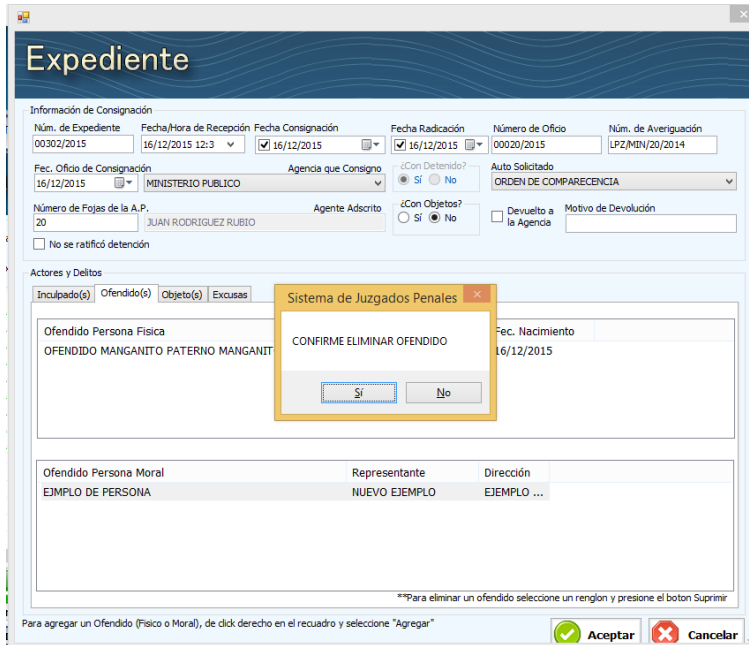 Expediente
Información de Consignación
Núm. de Expediente Fecha/Hora de Recepción Fecha Consignación Fecha Radicación Número de Oficio Núm. de Averiguación
00302/2015 16/12/2015 12:3 16/12/2015 16/12/2015 00020/2015 LPZ/MIN/20/2014
Fec. Oficio de Consignación Agencia que Consigno ¿Con Detenido? Auto Solicitado
16/12/2015 MINISTERIO PUBLICO Sí No ORDEN DE COMPARECENCIA
Número de Fojas de la A.P. Agente Adscrito ¿Con Objetos? Devuelto a la Agencia Motivo de Devolución
20 JUAN RODRIGUEZ RUBIO Sí No
No se ratificó detención
Actores y Delitos
Inculpado(s) Ofendido(s) Objeto(s) Excusas
Sistema de Juzgados Penales
Ofendido Persona Fisica Fec. Nacimiento
CONFIRME ELIMINAR OFENDIDO
OFENDIDO MANGANITO PATERNO MANGANIT 16/12/2015
Sí No
Ofendido Persona Moral Representante Dirección
EJMPLO DE PERSONA NUEVO EJEMPLO EJEMPLO ...
**Para eliminar un ofendido seleccione un renglon y presione el boton Suprimir
Para agregar un Ofendido (Fisico o Moral), de click derecho en el recuadro y seleccione "Agregar"
Aceptar Cancelar